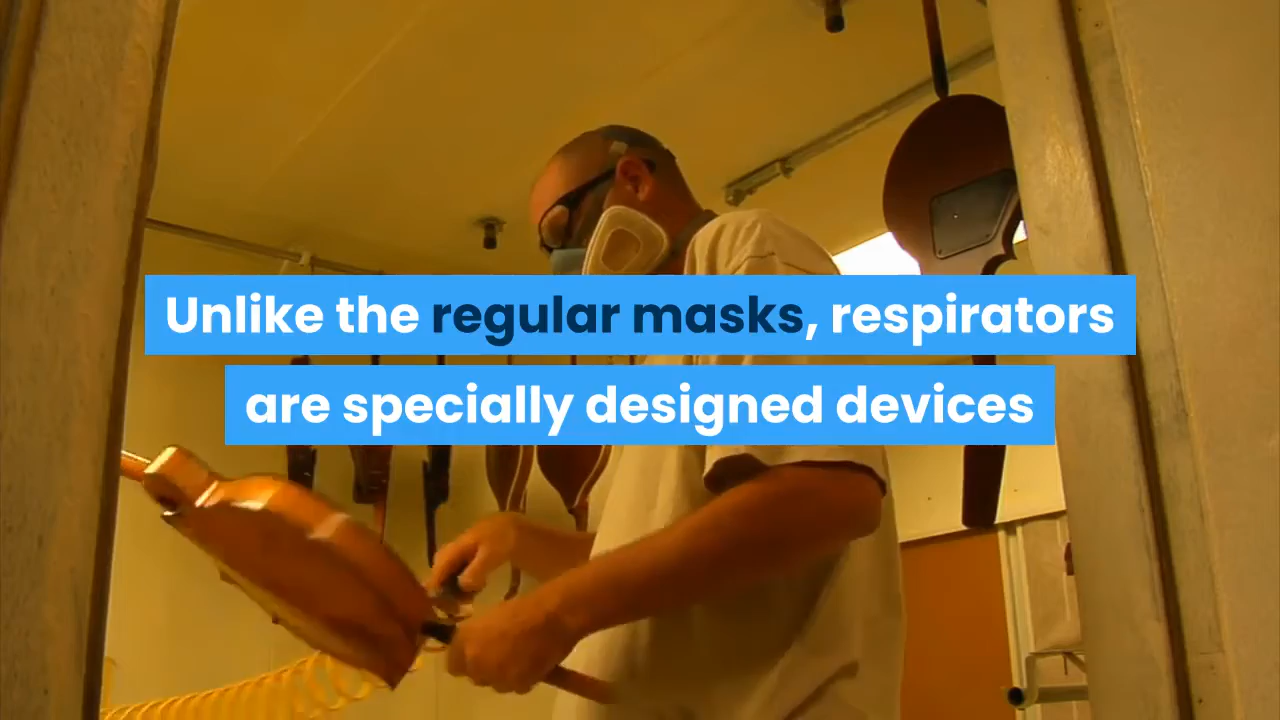 Unlike the regular masks, respirators
are specially designed devices